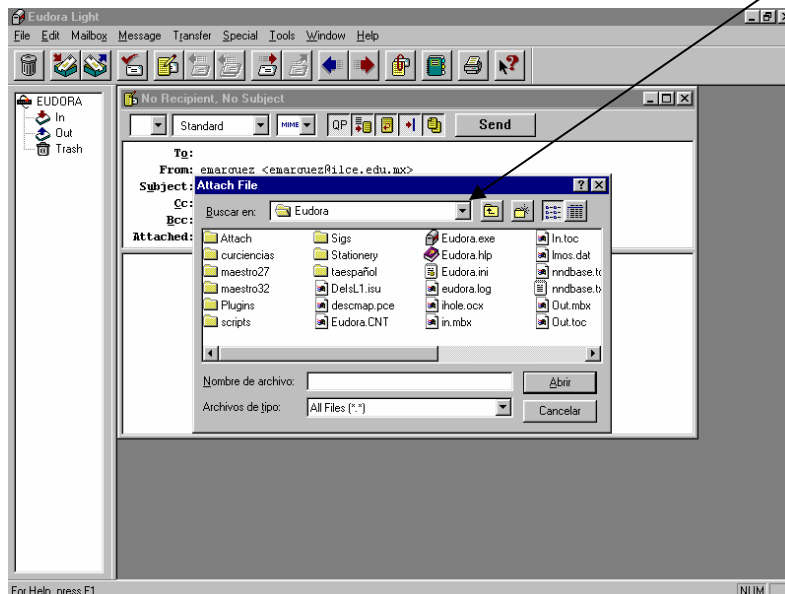 Eudora Light
File Edit Mailbox Message Transfer Special Tools Window Help
EUDORA
In
Out
Trash
No Recipient, No Subject
Standard MIME QP Send
To:
From: emarquez <emarquez@ilce.edu.mx>
Subject:
Cc:
Bcc:
Attached:
Attach File
Buscar en: Eudora
Attach Sigs Eudora.exe In.toc
curciencias Stationery Eudora.hlp lmos.dat
maestro27 taespañol Eudora.ini nndbase.to
maestro32 DelsL1.isu eudora.log nndbase.tx
Plugins descmap.pce ihole.ocx Out.mbx
scripts Eudora.CNT in.mbx Out.toc
Nombre de archivo: Abrir
Archivos de tipo: All Files (*.*) Cancelar
For Help, press F1 NUM